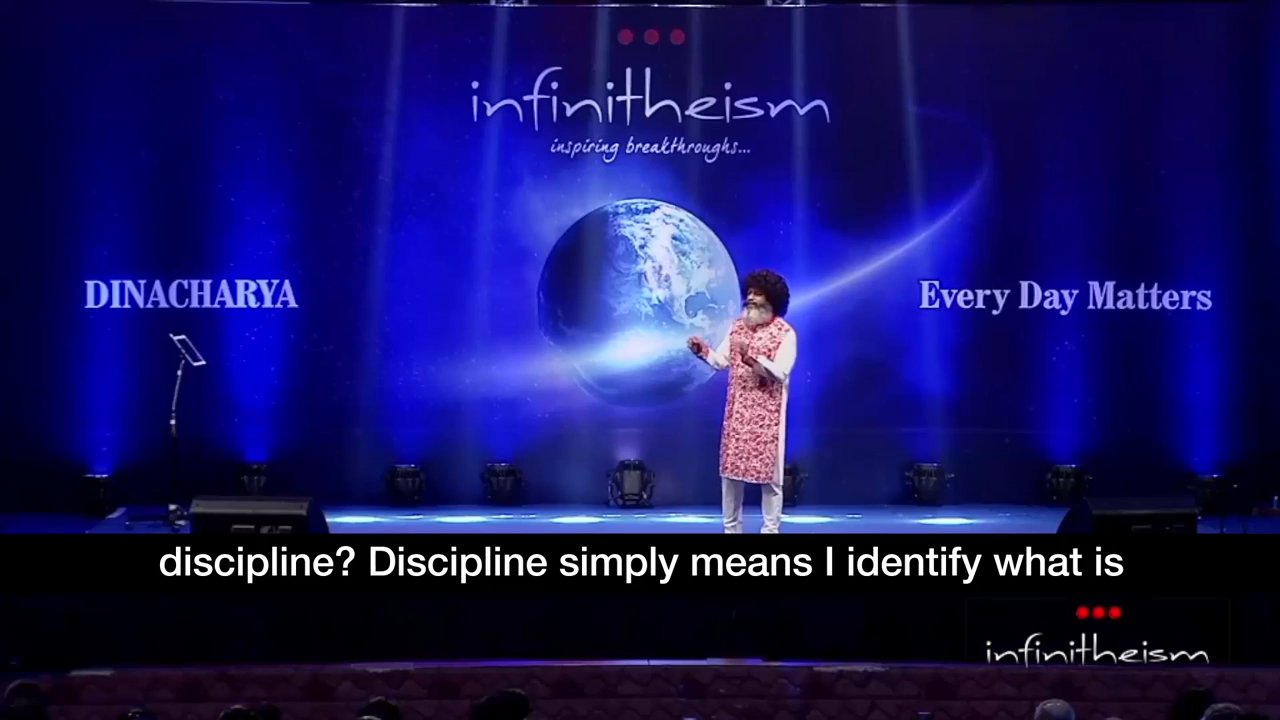 infinitheism
inspiring breakthroughs...
DINACHARYA
Every Day Matters
discipline? Discipline simply means I identify what is
infinitheism